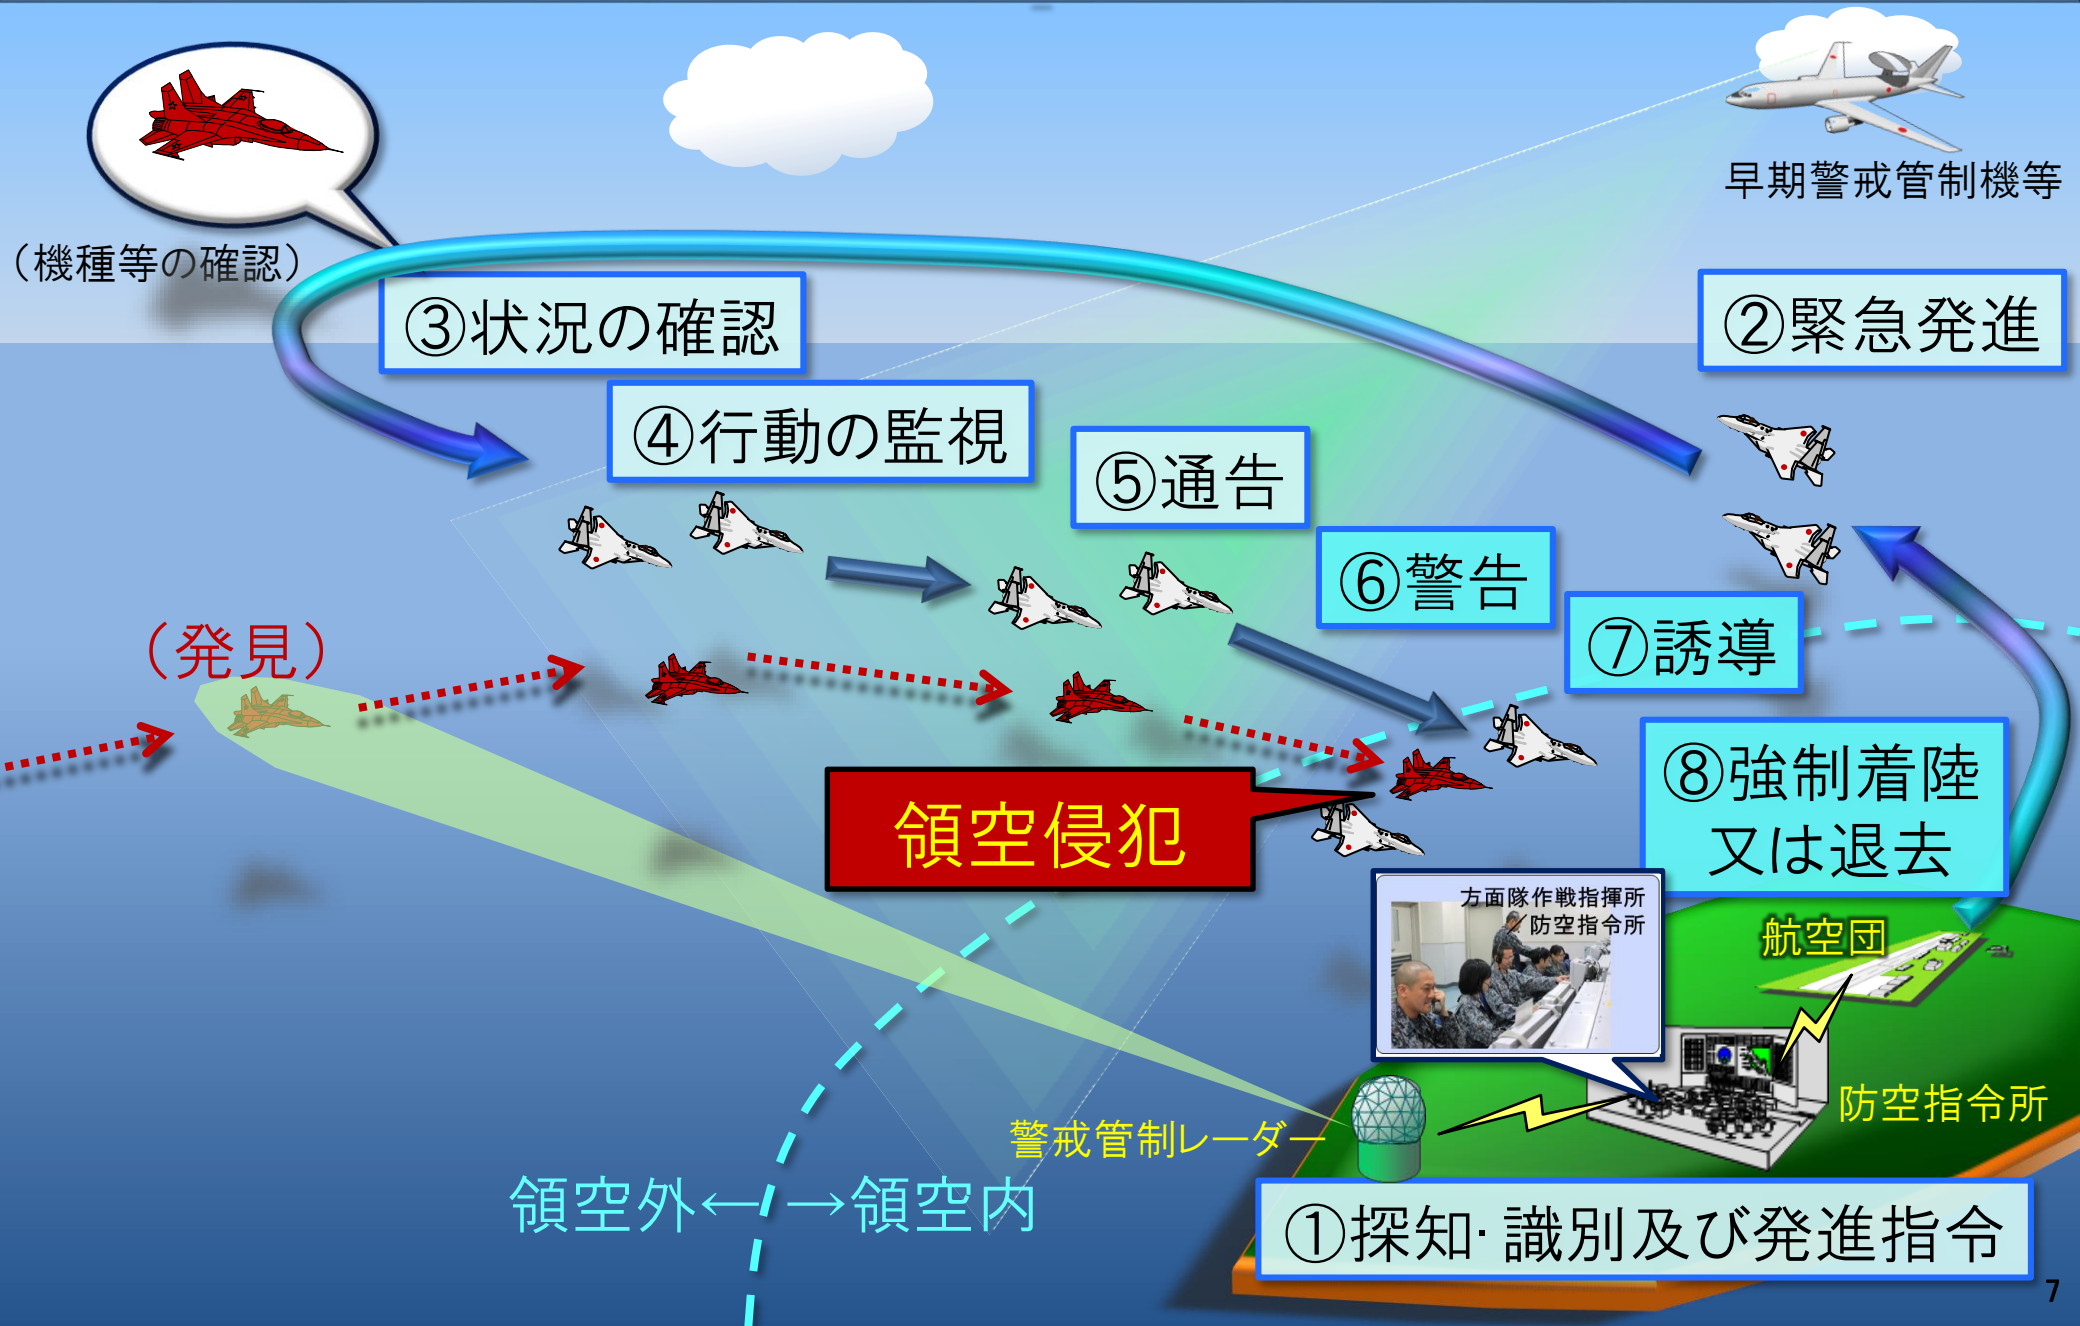 早期警戒管制機等
（機種等の確認）
③状況の確認
②緊急発進
④行動の監視
⑤通告
⑥警告
⑦誘導
（発見）
⑧強制着陸
又は退去
領空侵犯
方面隊作戦指揮所
／防空指令所
航空団
防空指令所
警戒管制レーダー
領空外←→領空内
①探知・識別及び発進指令
7